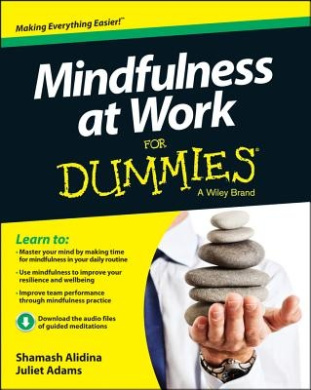 Making Everything Easier!™
Mindfulness
at Work
FOR
DUMMIES®
A Wiley Brand
Learn to:
• Master your mind by making time
for mindfulness in your daily routine
• Use mindfulness to improve your
resilience and wellbeing
• Improve team performance
through mindfulness practice
Download the audio files
of guided meditations
Shamash Alidina
Juliet Adams